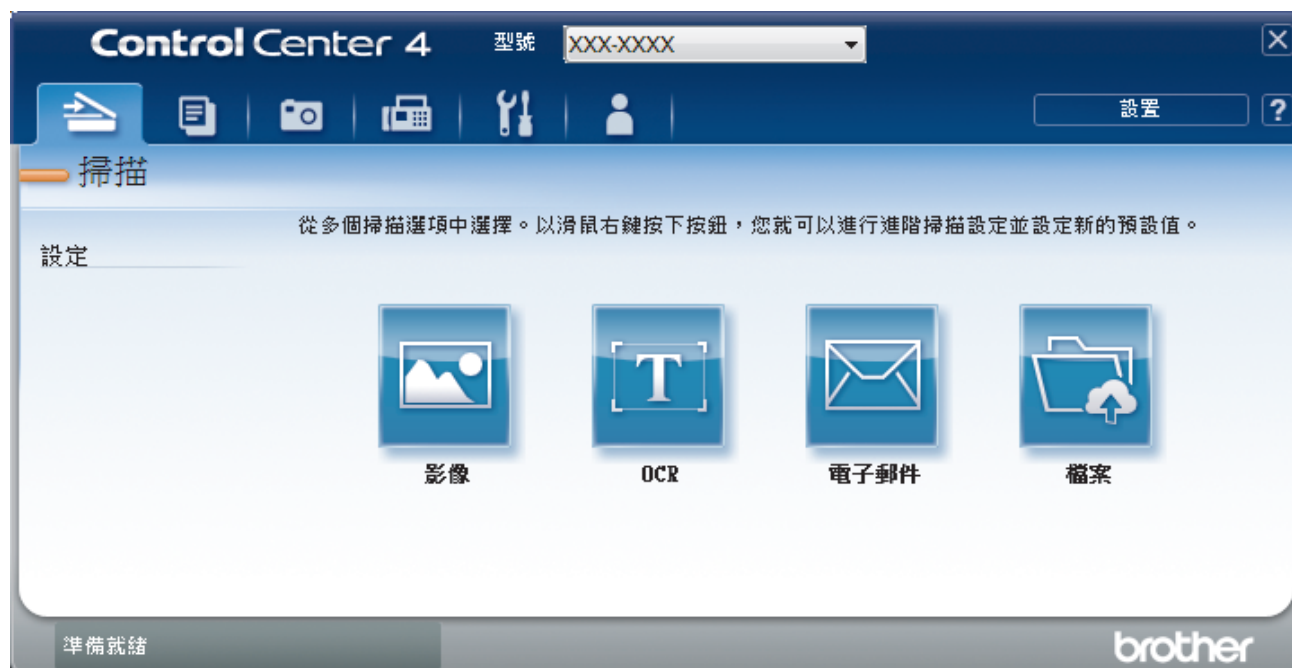 Control Center 4 型號 XXX-XXXX
設置 ?
掃描
從多個掃描選項中選擇。以滑鼠右鍵按下按鈕，您就可以進行進階掃描設定並設定新的預設值。
設定
T
影像 OCR 電子郵件 檔案
準備就緒
brother